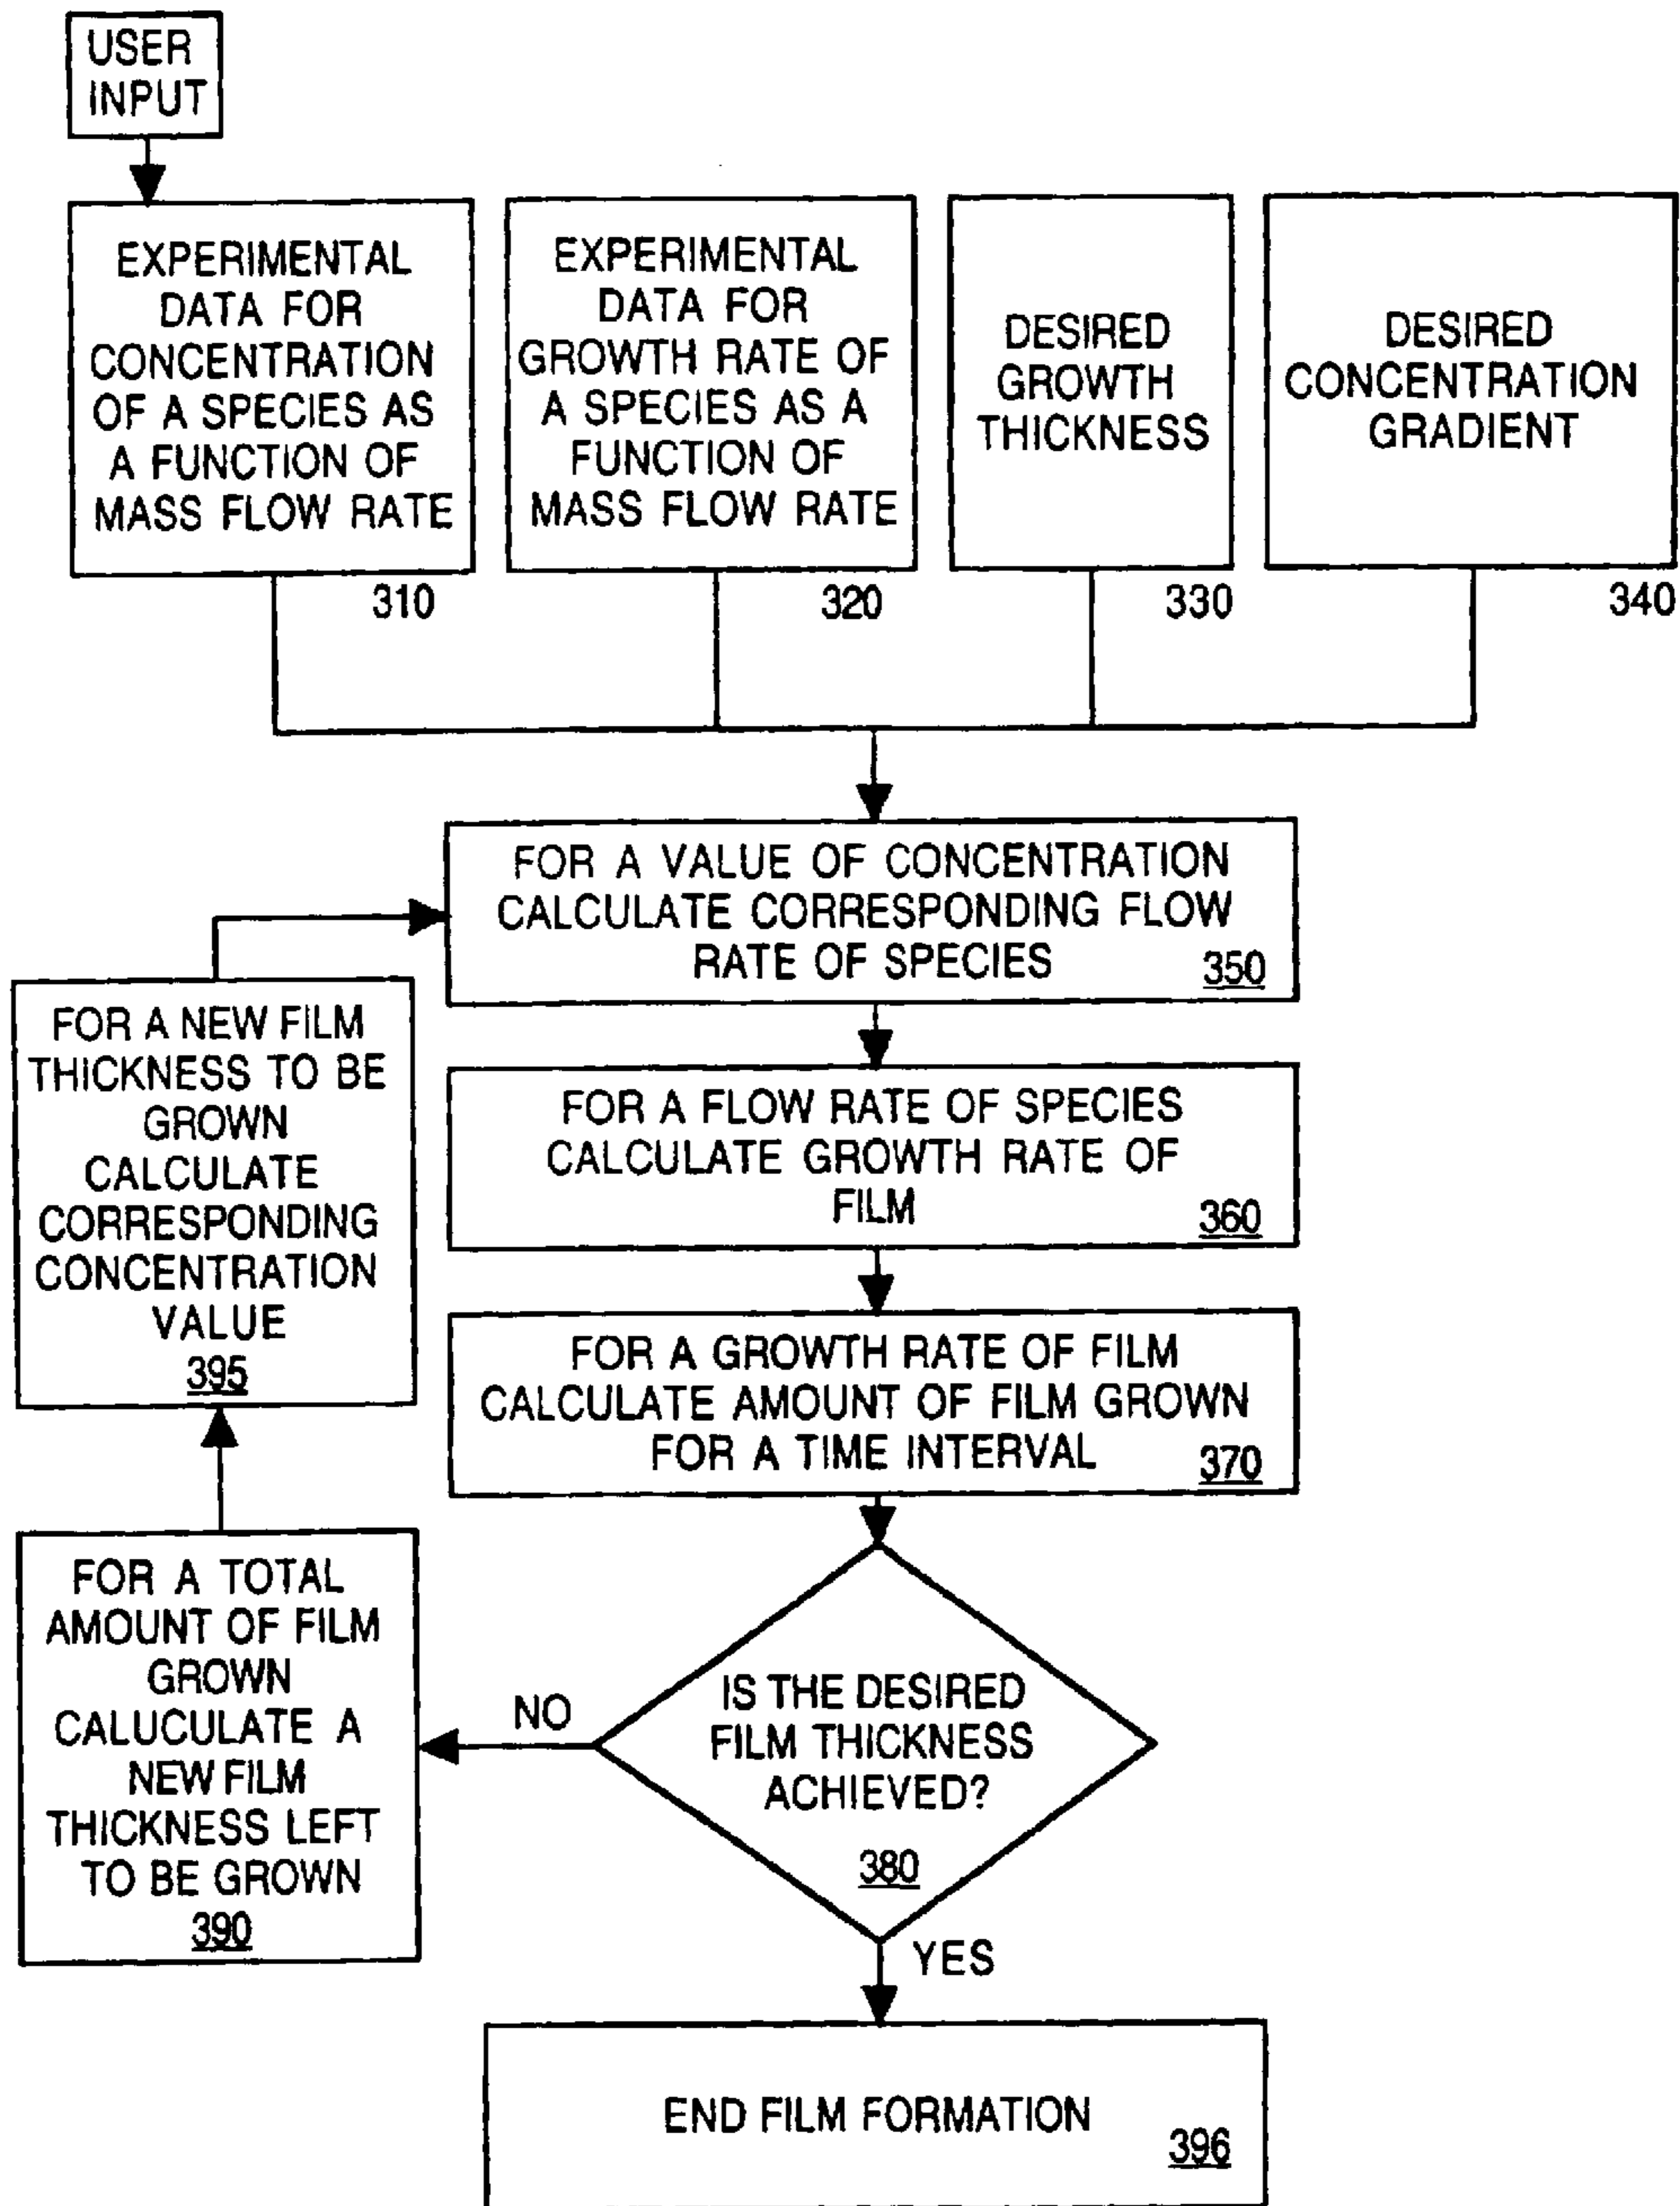 USER
INPUT
EXPERIMENTAL
DATA FOR
CONCENTRATION
OF A SPECIES AS
A FUNCTION OF
MASS FLOW RATE
310
EXPERIMENTAL
DATA FOR
GROWTH RATE OF
A SPECIES AS A
FUNCTION OF
MASS FLOW RATE
320
DESIRED
GROWTH
THICKNESS
330
DESIRED
CONCENTRATION
GRADIENT
340
FOR A VALUE OF CONCENTRATION
CALCULATE CORRESPONDING FLOW
RATE OF SPECIES
350
FOR A FLOW RATE OF SPECIES
CALCULATE GROWTH RATE OF
FILM
360
FOR A GROWTH RATE OF FILM
CALCULATE AMOUNT OF FILM GROWN
FOR A TIME INTERVAL
370
IS THE DESIRED
FILM THICKNESS
ACHIEVED?
380
NO
FOR A TOTAL
AMOUNT OF FILM
GROWN
CALUCULATE A
NEW FILM
THICKNESS LEFT
TO BE GROWN
390
FOR A NEW FILM
THICKNESS TO BE
GROWN
CALCULATE
CORRESPONDING
CONCENTRATION
VALUE
395
YES
END FILM FORMATION
396